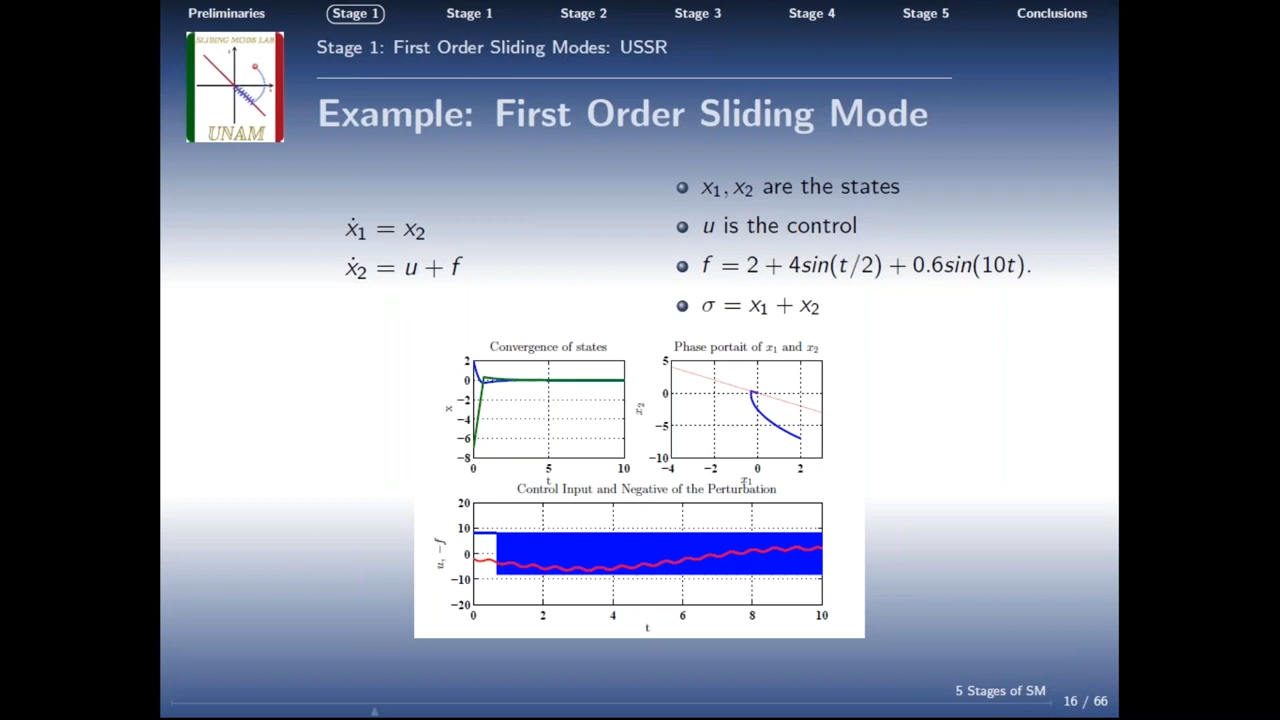 Preliminaries Stage 1 Stage 1 Stage 2 Stage 3 Stage 4 Stage 5 Conclusions
SLIDING MODE LAB
UNAM
Stage 1: First Order Sliding Modes: USSR
Example: First Order Sliding Mode
ẋ₁ = x₂
ẋ₂ = u + f
x₁, x₂ are the states
u is the control
f = 2 + 4sin(t/2) + 0.6sin(10t).
σ = x₁ + x₂
Convergence of states
2
0
−2
−4
−6
−8
x
0 5 10
t
Phase portait of x₁ and x₂
5
0
−5
−10
x₂
−4 −2 0 2
x₁
Control Input and Negative of the Perturbation
20
10
0
−10
−20
u, −f
0 2 4 6 8 10
t
5 Stages of SM
16 / 66